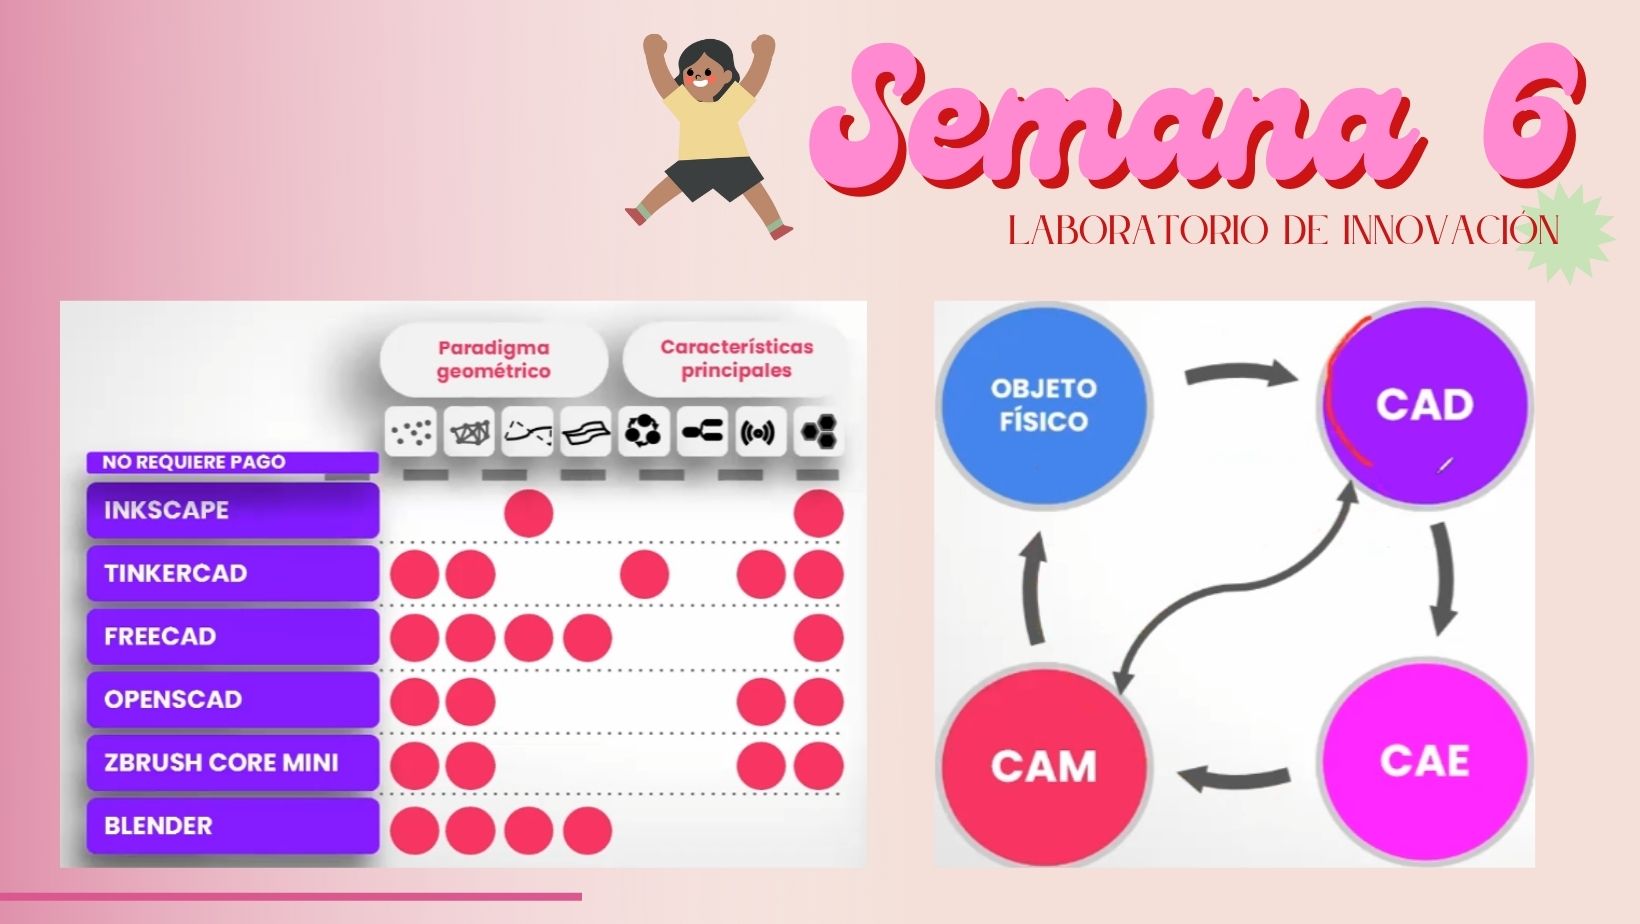 Semana 6
LABORATORIO DE INNOVACIÓN
Paradigma
geométrico
Características
principales
NO REQUIERE PAGO
INKSCAPE
TINKERCAD
FREECAD
OPENSCAD
ZBRUSH CORE MINI
BLENDER
OBJETO
FÍSICO
CAD
CAM
CAE